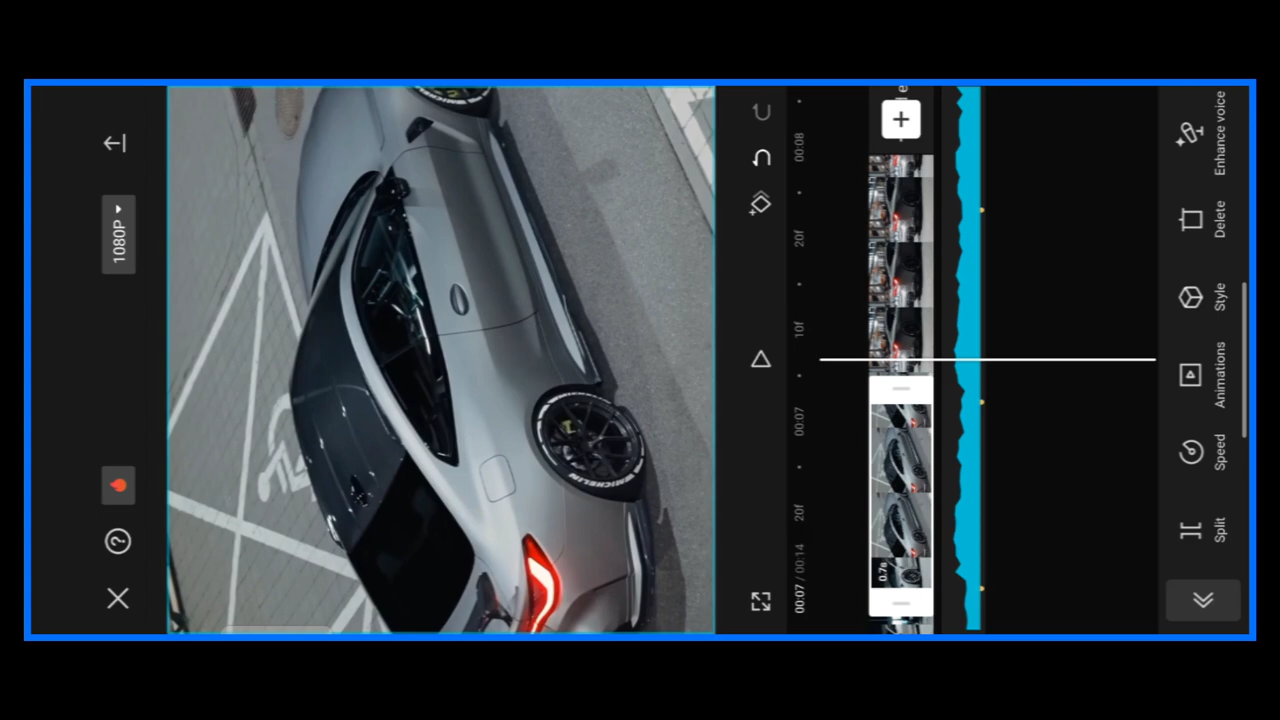 1080P
MICHELIN
00:07 / 00:14 20f 00:07 10f 20f 00:08
0.7s
Split Speed Animations Style Delete Enhance voice